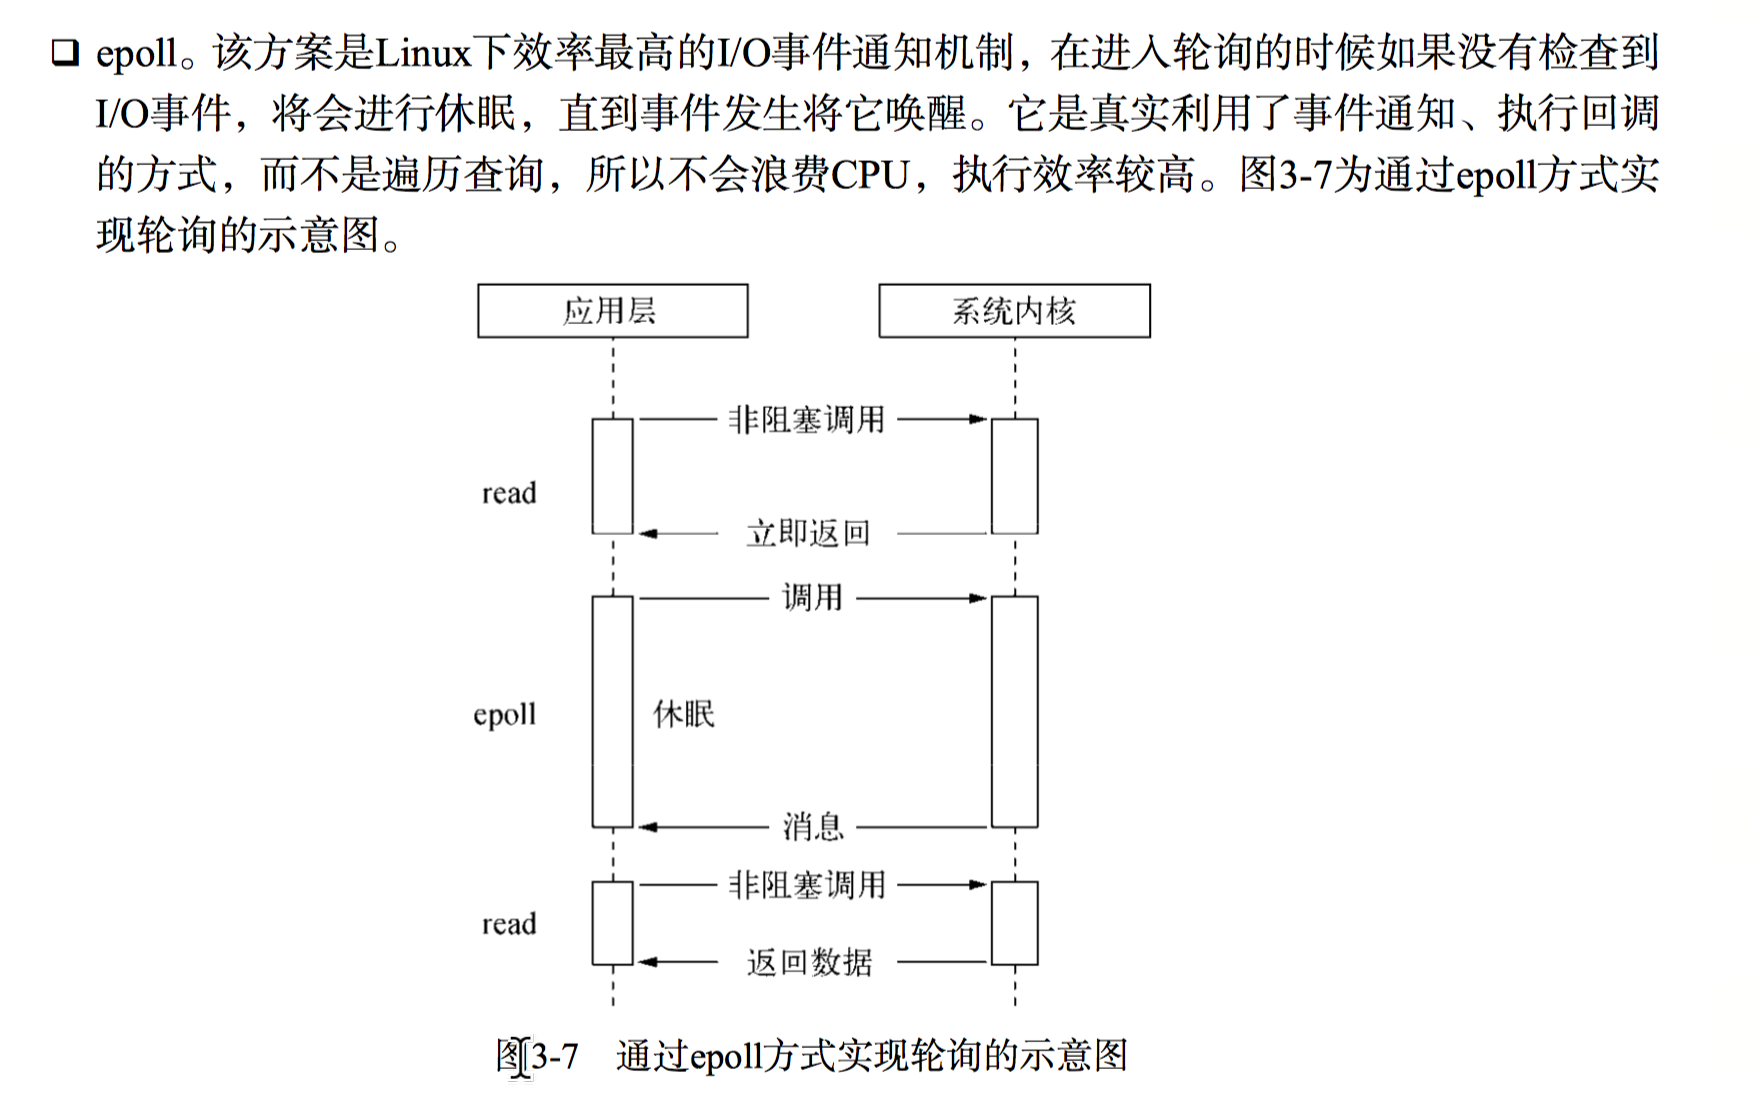 ❑ epoll。该方案是Linux下效率最高的I/O事件通知机制，在进入轮询的时候如果没有检查到
I/O事件，将会进行休眠，直到事件发生将它唤醒。它是真实利用了事件通知、执行回调
的方式，而不是遍历查询，所以不会浪费CPU，执行效率较高。图3-7为通过epoll方式实
现轮询的示意图。
应用层 系统内核
非阻塞调用
read
立即返回
调用
epoll 休眠
消息
非阻塞调用
read
返回数据
图3-7 通过epoll方式实现轮询的示意图